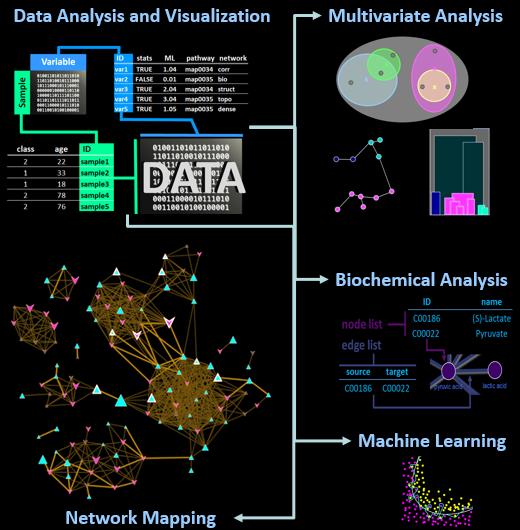 Data Analysis and Visualization
Multivariate Analysis
Variable
Sample
ID stats ML pathway network
var1 TRUE 1.04 map0034 corr
var2 FALSE 0.01 map0035 bio
var3 TRUE 2.04 map0034 struct
var4 TRUE 3.04 map0035 topo
var5 TRUE 1.05 map0035 dense
class age ID
2 22 sample1
1 33 sample2
1 18 sample3
2 78 sample4
2 76 sample5
DATA
Biochemical Analysis
ID name
C00186 (S)-Lactate
C00022 Pyruvate
node list
edge list
source target
C00186 C00022
pyruvic acid lactic acid
Machine Learning
Network Mapping